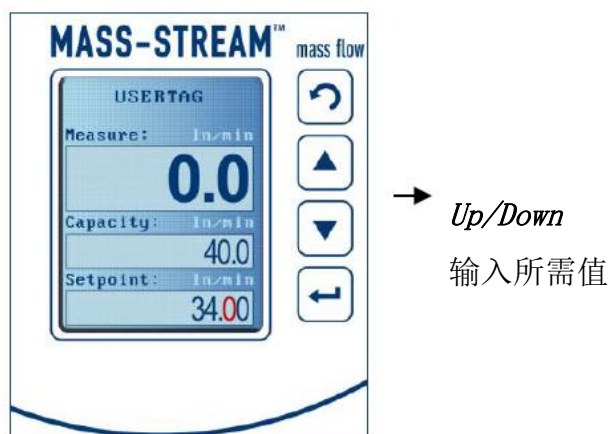 MASS-STREAM™ mass flow
USERTAG
Measure: ln/min
0.0
Capacity: ln/min
40.0
Setpoint: ln/min
34.00
Up/Down
输入所需值